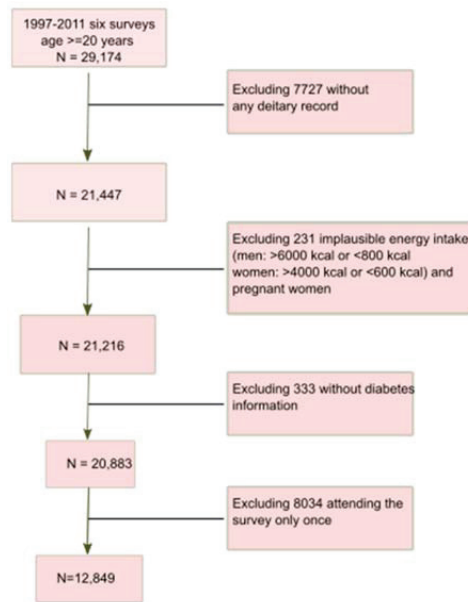 1997-2011 six surveys
age >=20 years
N = 29,174
Excluding 7727 without
any deitary record
N = 21,447
Excluding 231 implausible energy intake
(men: >6000 kcal or <800 kcal
women: >4000 kcal or <600 kcal) and
pregnant women
N = 21,216
Excluding 333 without diabetes
information
N = 20,883
Excluding 8034 attending the
survey only once
N=12,849